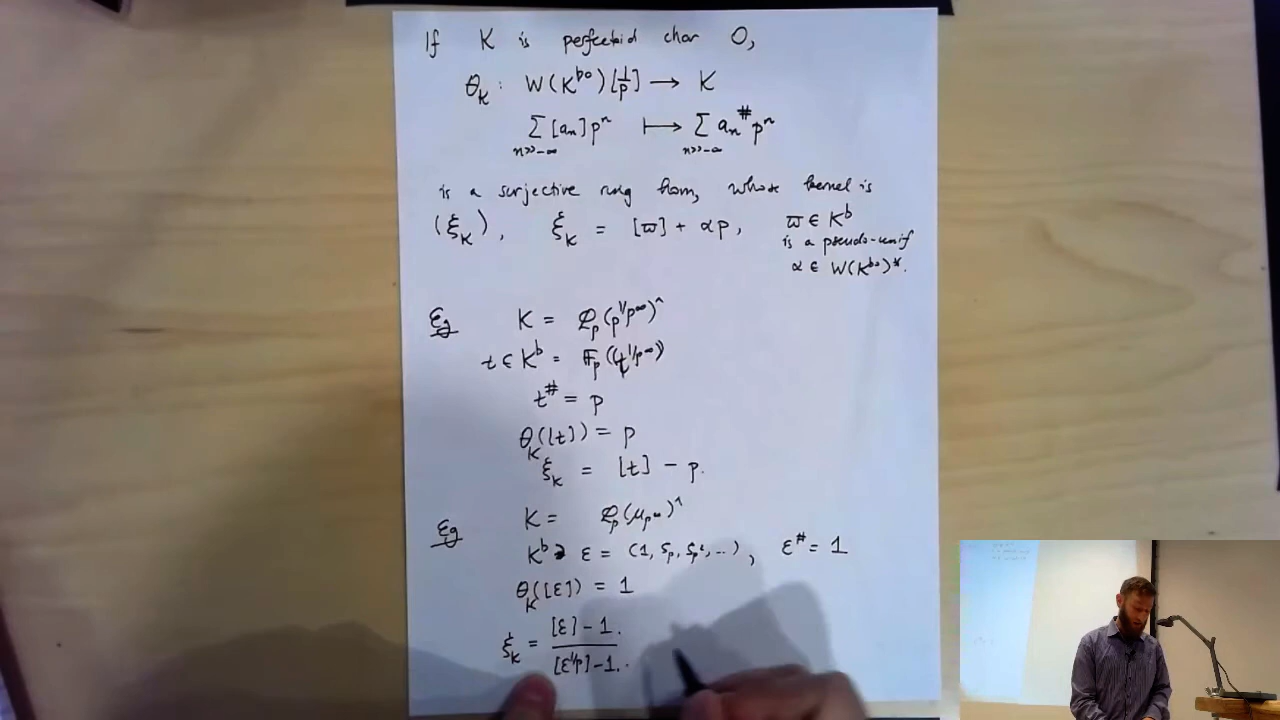 If K is perfectoid char 0,
θ_K : W(K^{♭∘})[1/p] → K
∑_{n≫-∞} [a_n] p^n ↦ ∑_{n≫-∞} a_n^# p^n
is a surjective ring hom, whose kernel is
(ξ_K), ξ_K = [ϖ] + αp, ϖ ∈ K^♭
is a pseudo-unif
α ∈ W(K^{♭∘})^*.
Eg K = Q_p(p^{1/p^∞})^∧
t ∈ K^♭ = F_p((t^{1/p^∞}))
t^# = p
θ_K([t]) = p
ξ_K = [t] - p.
Eg K = Q_p(μ_{p^∞})^∧
K^♭ ∋ ε = (1, ζ_p, ζ_{p^2}, ...), ε^# = 1
θ_K([ε]) = 1
ξ_K = ([ε] - 1)/([ε^{1/p}] - 1).